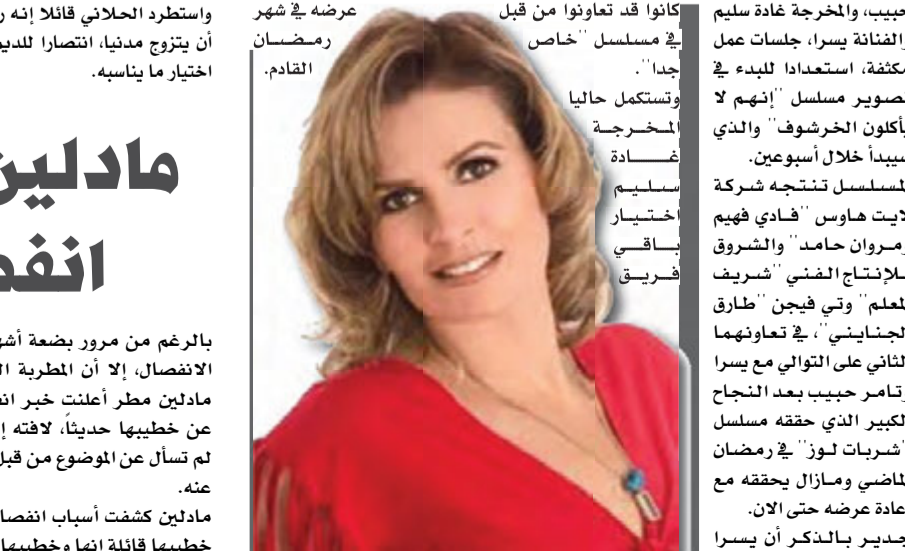 حبيب، والمخرجة غادة سليم
والفنانة يسرا، جلسات عمل
مكثفة، استعدادا للبدء في
تصوير مسلسل ''إنهم لا
يأكلون الخرشوف'' والذي
سيبدأ خلال أسبوعين.
المسلسل تنتجه شركة
لايت هاوس ''فادي فهيم
ومروان حامد'' والشروق
للإنتاج الفني ''شريف
المعلم'' وتي فيجن ''طارق
الجنايني''، في تعاونهما
الثاني على التوالي مع يسرا
وتامر حبيب بعد النجاح
الكبير الذي حققه مسلسل
''شربات لوز'' في رمضان
الماضي ومازال يحققه مع
إعادة عرضه حتى الان.
جدير بالذكر أن يسرا
كانوا قد تعاونوا من قبل
في مسلسل ''خاص
جدا''.
وتستكمل حاليا
المخرجة
غادة
سليم
اختيار
باقي
فريق
عرضه في شهر
رمضان
القادم.
واستطرد الحلاني قائلا إنه ر
أن يتزوج مدنيا، انتصارا للدير
اختيار ما يناسبه.
مادلين
انفص
بالرغم من مرور بضعة أشه
الانفصال، إلا أن المطربة ال
مادلين مطر أعلنت خبر انف
عن خطيبها حديثاً، لافته إ
لم تسأل عن الموضوع من قبل
عنه.
مادلين كشفت أسباب انفصا
خطيبها قائلة إنها وخطيبها